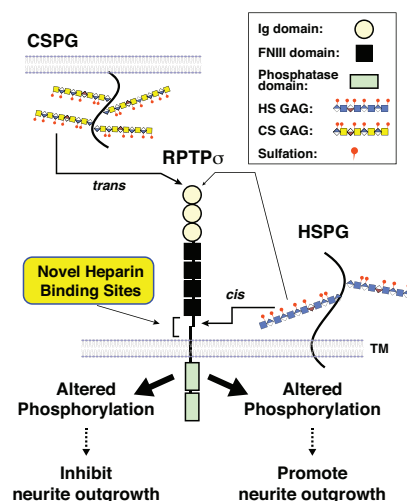 CSPG
Ig domain:
FNIII domain:
Phosphatase
domain:
HS GAG:
CS GAG:
Sulfation:
trans
RPTPσ
HSPG
Novel Heparin
Binding Sites
cis
TM
Altered
Phosphorylation
Altered
Phosphorylation
Inhibit
neurite outgrowth
Promote
neurite outgrowth